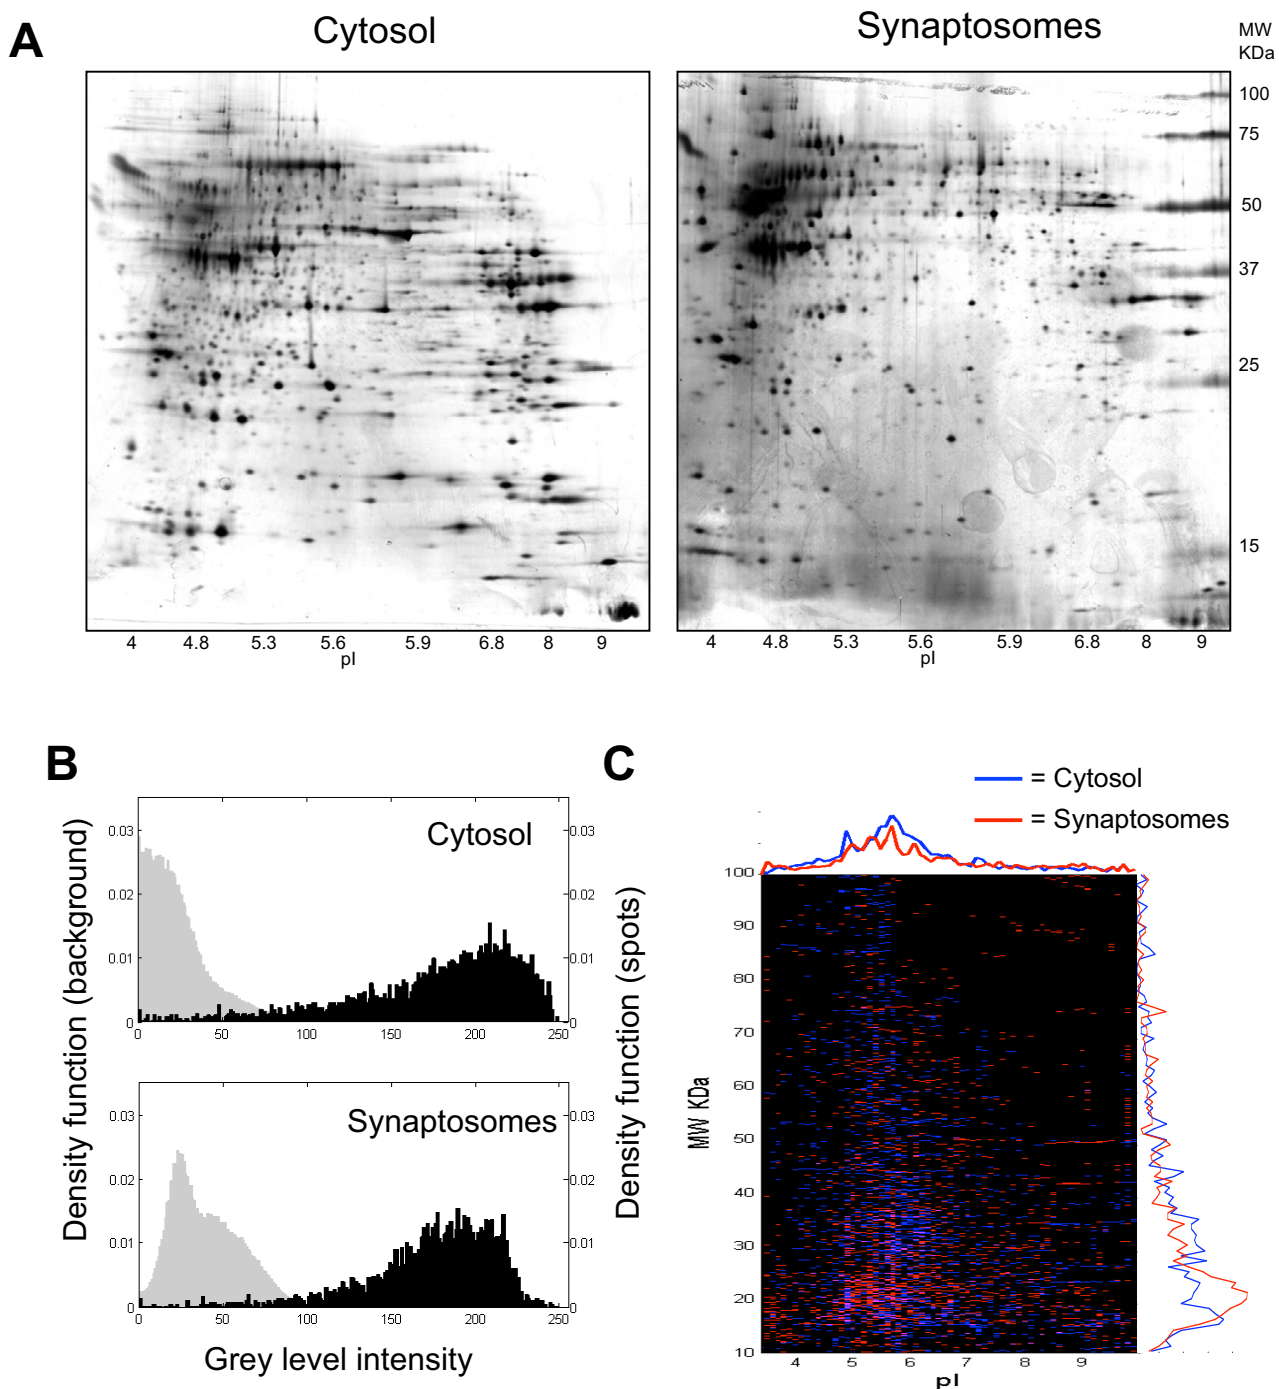 A
Cytosol
Synaptosomes
MW
KDa
100
75
50
37
25
15
4 4.8 5.3 5.6 5.9 6.8 8 9
pI
4 4.8 5.3 5.6 5.9 6.8 8 9
pI
B
Density function (background)
Density function (spots)
Cytosol
0.03 0.03
0.02 0.02
0.01 0.01
0 0
0 50 100 150 200 250
Synaptosomes
0.03 0.03
0.02 0.02
0.01 0.01
0 0
0 50 100 150 200 250
Grey level intensity
C
= Cytosol
= Synaptosomes
MW KDa
100
90
80
70
60
50
40
30
20
10
4 5 6 7 8 9
pI